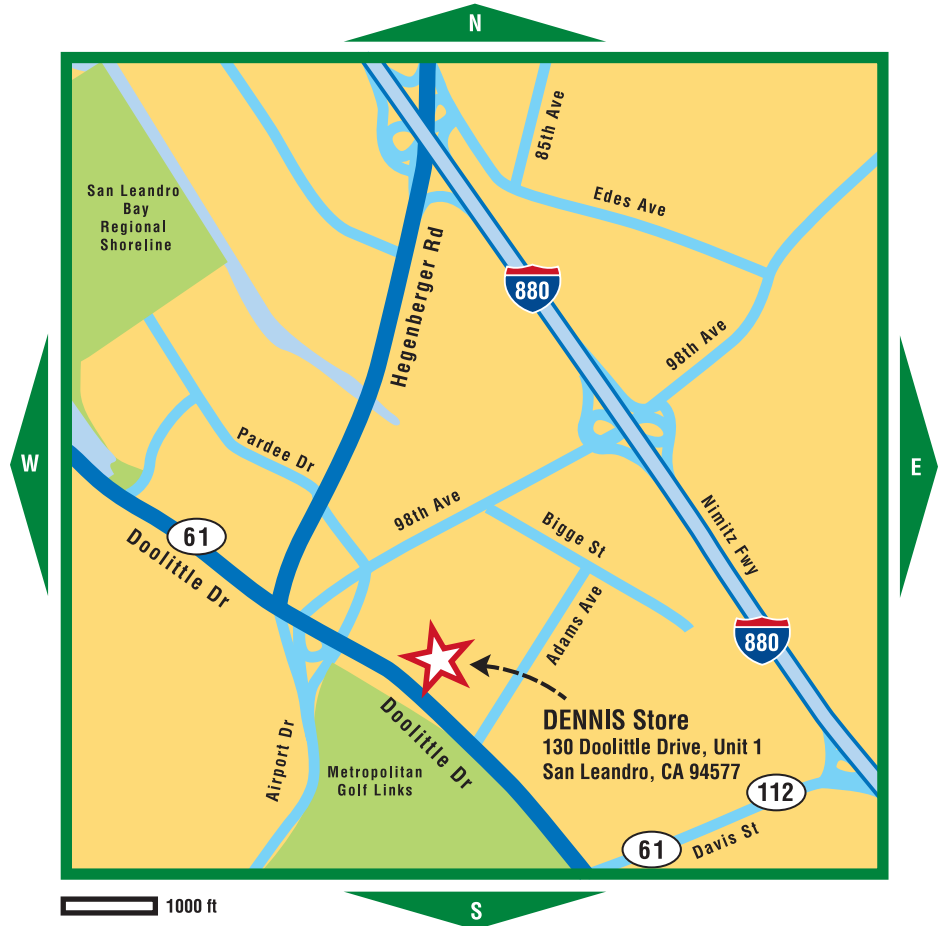 N
85th Ave
San Leandro
Bay
Regional
Shoreline
Edes Ave
Hegenberger Rd
880
98th Ave
W
E
Pardee Dr
98th Ave
Nimitz Fwy
61
Bigge St
Doolittle Dr
Adams Ave
880
DENNIS Store
130 Doolittle Drive, Unit 1
San Leandro, CA 94577
Doolittle Dr
Airport Dr
Metropolitan
Golf Links
112
Davis St
61
1000 ft
S